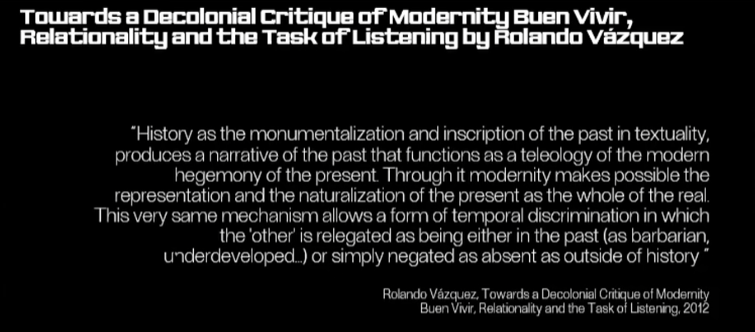 Towards a Decolonial Critique of Modernity Buen Vivir,
Relationality and the Task of Listening by Rolando Vázquez
"History as the monumentalization and inscription of the past in textuality,
produces a narrative of the past that functions as a teleology of the modern
hegemony of the present. Through it modernity makes possible the
representation and the naturalization of the present as the whole of the real.
This very same mechanism allows a form of temporal discrimination in which
the 'other' is relegated as being either in the past (as barbarian,
underdeveloped...) or simply negated as absent as outside of history "
Rolando Vázquez, Towards a Decolonial Critique of Modernity
Buen Vivir, Relationality and the Task of Listening, 2012